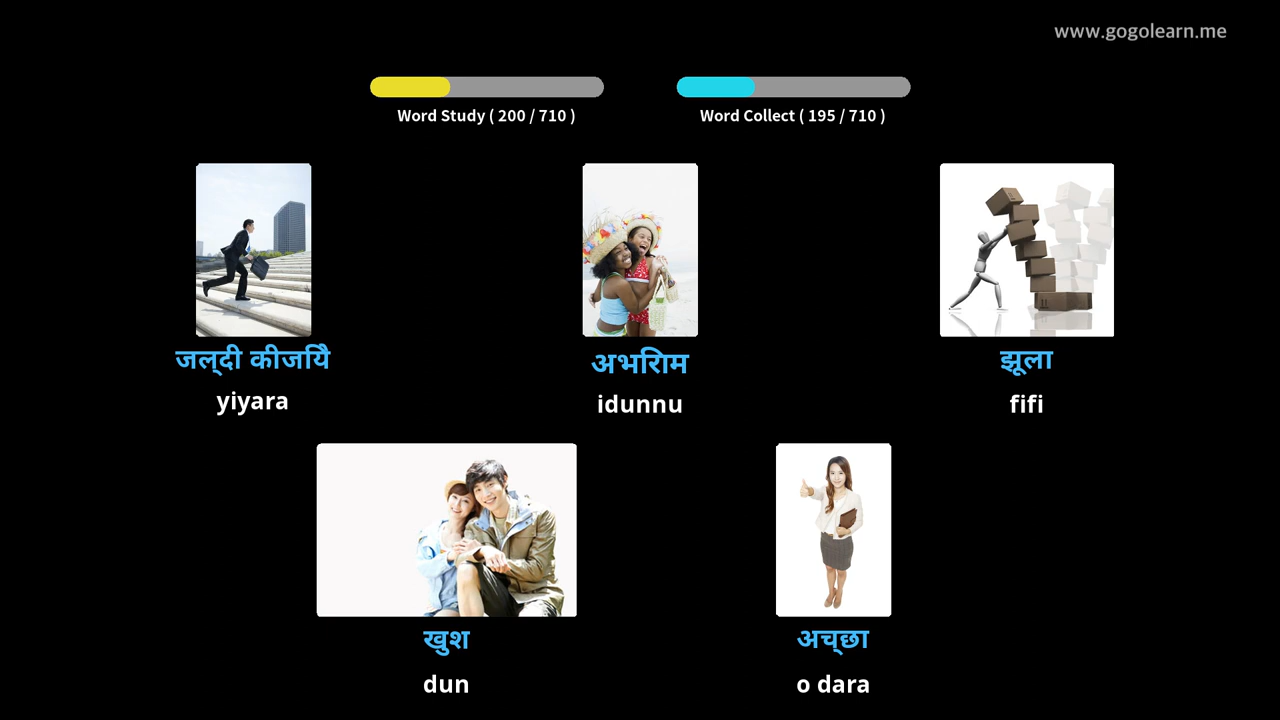 www.gogolearn.me
Word Study ( 200 / 710 )
Word Collect ( 195 / 710 )
जल्दी कीजिये
yiyara
अभिराम
idunnu
झूला
fifi
खुश
dun
अच्छा
o dara